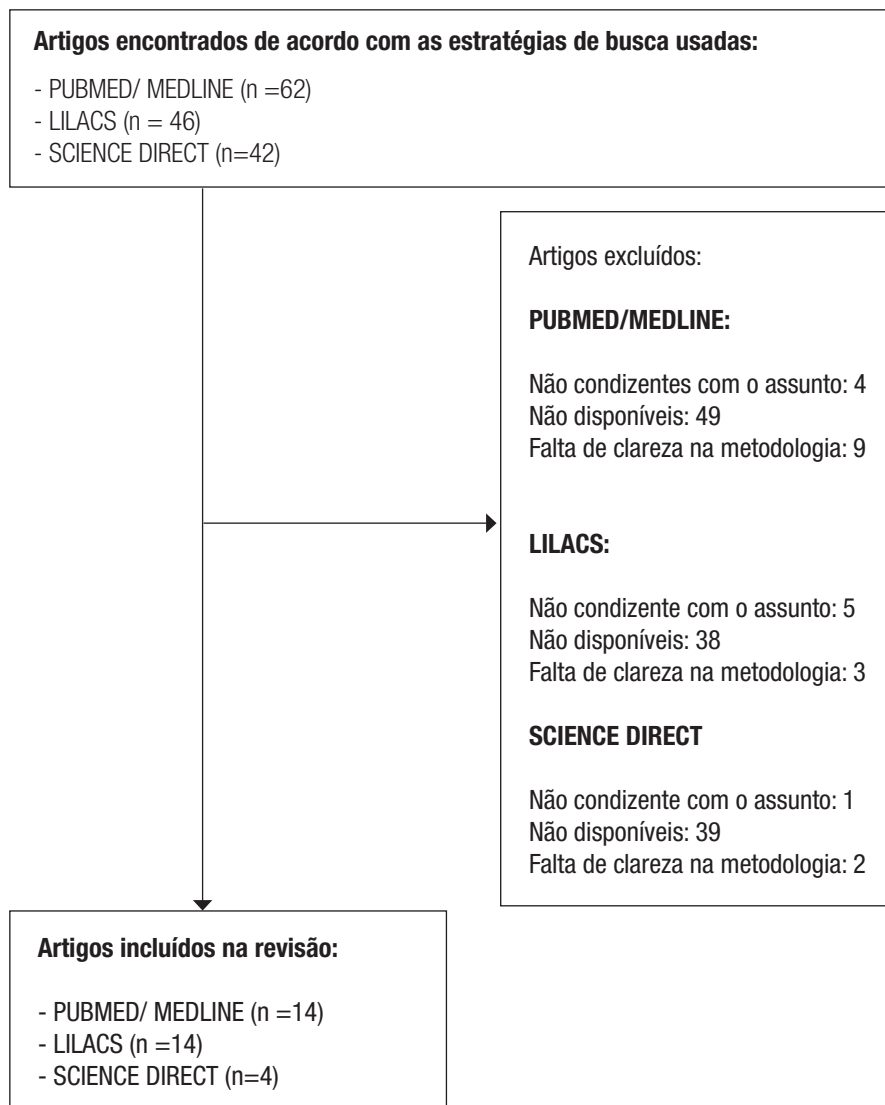 Artigos encontrados de acordo com as estratégias de busca usadas:
- PUBMED/ MEDLINE (n =62)
- LILACS (n = 46)
- SCIENCE DIRECT (n=42)
Artigos excluídos:
PUBMED/MEDLINE:
Não condizentes com o assunto: 4
Não disponíveis: 49
Falta de clareza na metodologia: 9
LILACS:
Não condizente com o assunto: 5
Não disponíveis: 38
Falta de clareza na metodologia: 3
SCIENCE DIRECT
Não condizente com o assunto: 1
Não disponíveis: 39
Falta de clareza na metodologia: 2
Artigos incluídos na revisão:
- PUBMED/ MEDLINE (n =14)
- LILACS (n =14)
- SCIENCE DIRECT (n=4)